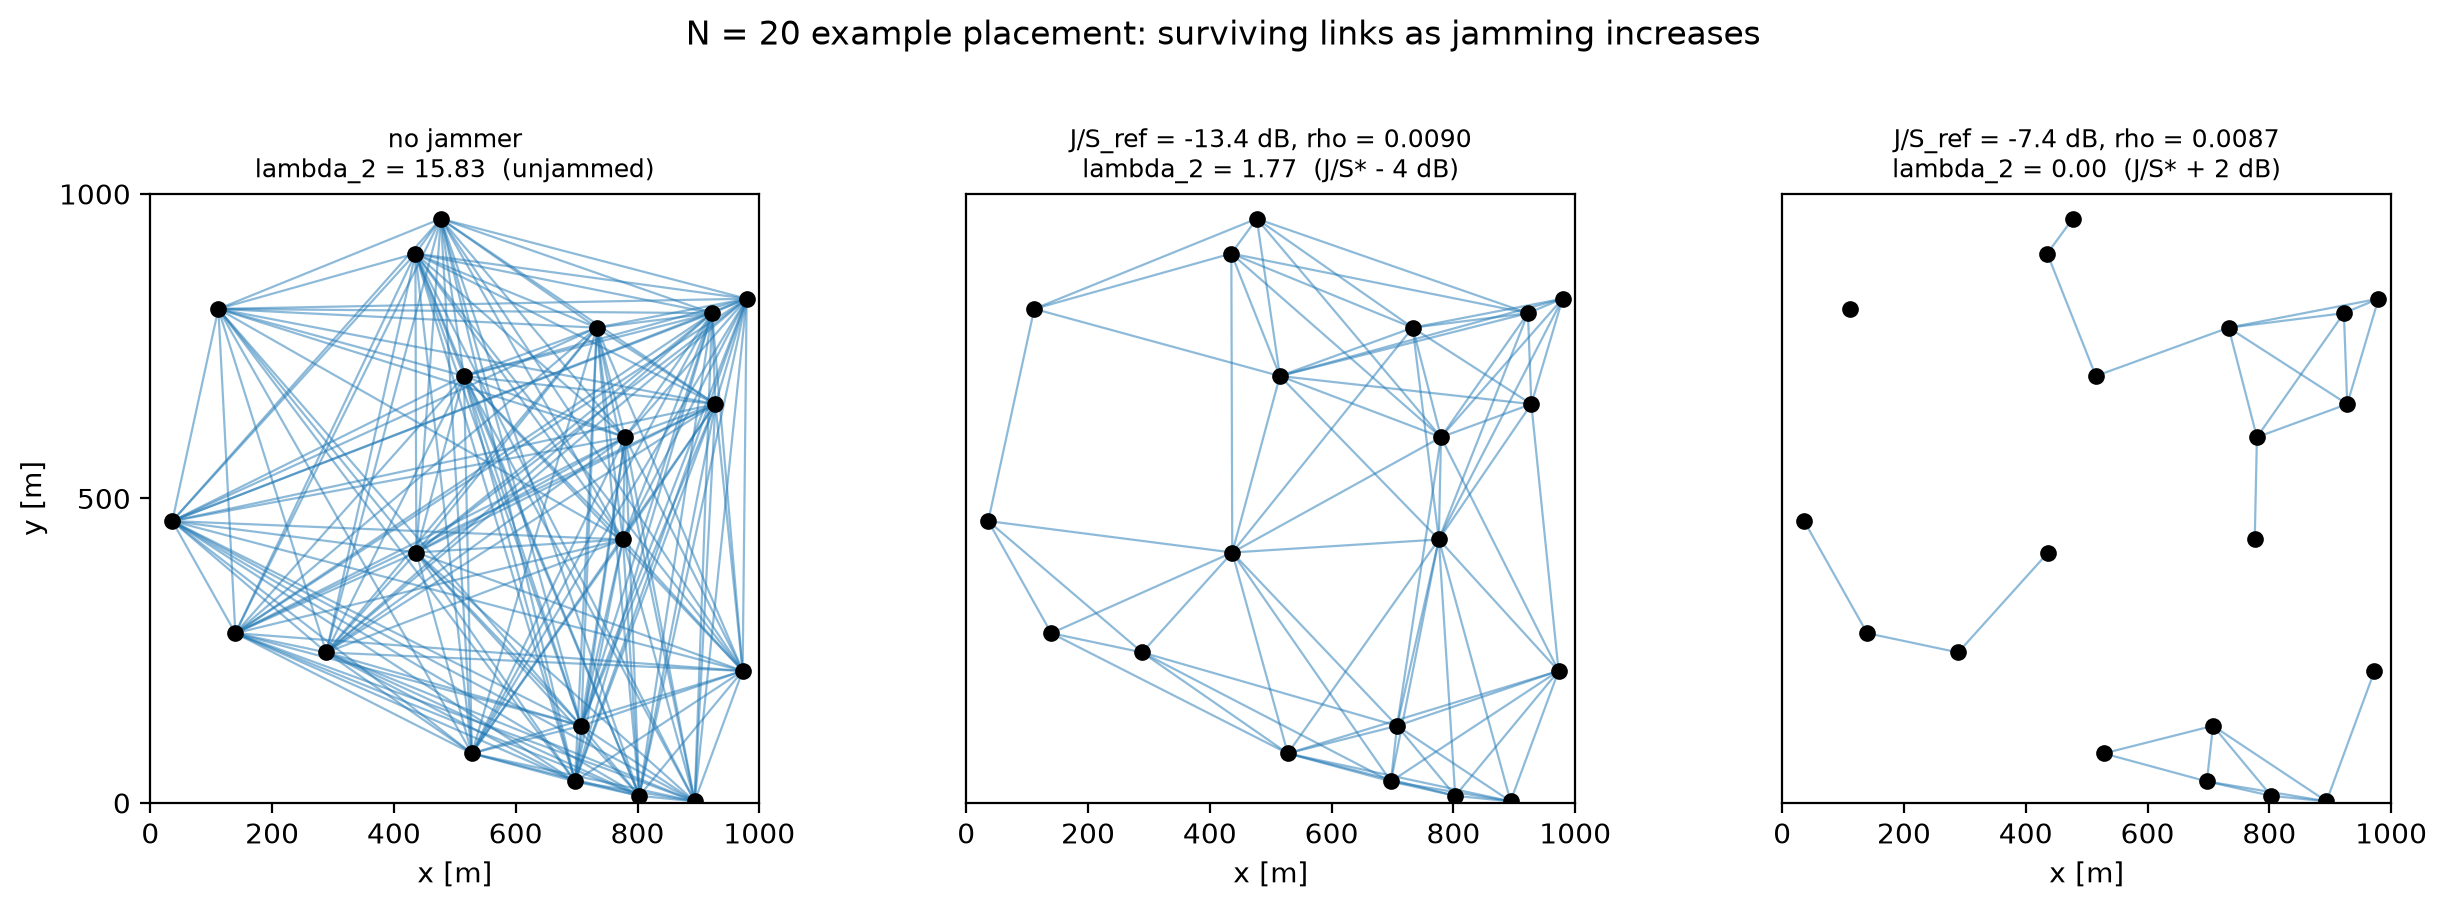 N = 20 example placement: surviving links as jamming increases
no jammer
lambda_2 = 15.83  (unjammed)
J/S_ref = -13.4 dB, rho = 0.0090
lambda_2 = 1.77  (J/S* - 4 dB)
J/S_ref = -7.4 dB, rho = 0.0087
lambda_2 = 0.00  (J/S* + 2 dB)
y [m]
1000
500
0
0 200 400 600 800 1000
x [m]
0 200 400 600 800 1000
x [m]
0 200 400 600 800 1000
x [m]